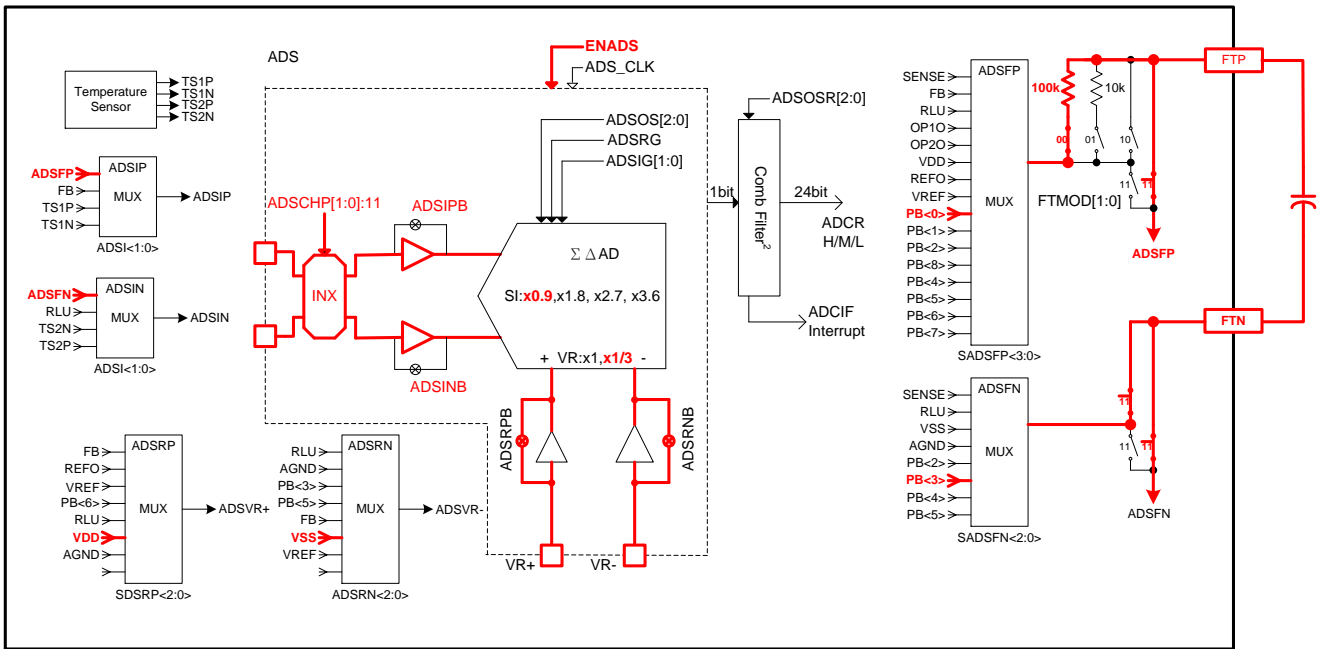 ADS
ENADS
ADS_CLK
Temperature
Sensor
TS1P
TS1N
TS2P
TS2N
ADSOS[2:0]
ADSRG
ADSIG[1:0]
ADSOSR[2:0]
1bit
Comb Filter²
24bit
ADCR
H/M/L
ADCIF
Interrupt
ADSIP
MUX
ADSFP
FB
TS1P
TS1N
ADSI<1:0>
ADSIP
ADSIN
MUX
ADSFN
RLU
TS2N
TS2P
ADSI<1:0>
ADSIN
ADSCHP[1:0]:11
INX
ADSIPB
ADSINB
Σ Δ AD
SI:x0.9,x1.8, x2.7, x3.6
+ VR:x1,x1/3 -
ADSRPB
ADSRNB
VR+
VR-
ADSRP
MUX
FB
REFO
VREF
PB<6>
RLU
VDD
AGND
SDSRP<2:0>
ADSVR+
ADSRN
MUX
RLU
AGND
PB<3>
PB<5>
FB
VSS
VREF
ADSRN<2:0>
ADSVR-
ADSFP
MUX
SENSE
FB
RLU
OP1O
OP2O
VDD
REFO
VREF
PB<0>
PB<1>
PB<2>
PB<8>
PB<4>
PB<5>
PB<6>
PB<7>
SADSFP<3:0>
100k
10k
00
01
10
11
11
FTMOD[1:0]
ADSFP
FTP
FTN
ADSFN
MUX
SENSE
RLU
VSS
AGND
PB<2>
PB<3>
PB<4>
PB<5>
SADSFN<2:0>
11
11
11
ADSFN